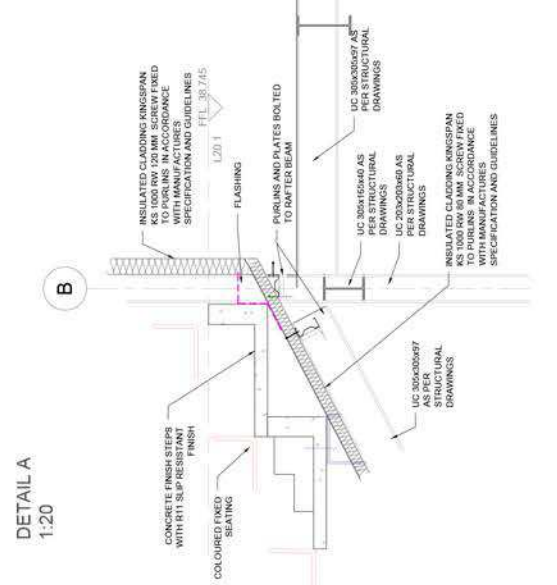 DETAIL A
1:20
CONCRETE FINISH STEPS
WITH R11 SLIP RESISTANT
FINISH
COLOURED FIXED
SEATING
B
INSULATED CLADDING KINGSPAN
KS 1000 RW 120 MM SCREW FIXED
TO PURLINS IN ACCORDANCE
WITH MANUFACTURES
SPECIFICATION AND GUIDELINES
FFL 38.745
L20 1
FLASHING
PURLINS AND PLATES BOLTED
TO RAFTER BEAM
UC 305x305x97 AS
PER STRUCTURAL
DRAWINGS
UC 305x165x40 AS
PER STRUCTURAL
DRAWINGS
UC 203x203x60 AS
PER STRUCTURAL
DRAWINGS
INSULATED CLADDING KINGSPAN
KS 1000 RW 80 MM SCREW FIXED
TO PURLINS IN ACCORDANCE
WITH MANUFACTURES
SPECIFICATION AND GUIDELINES
UC 305x305x97
AS PER
STRUCTURAL
DRAWINGS